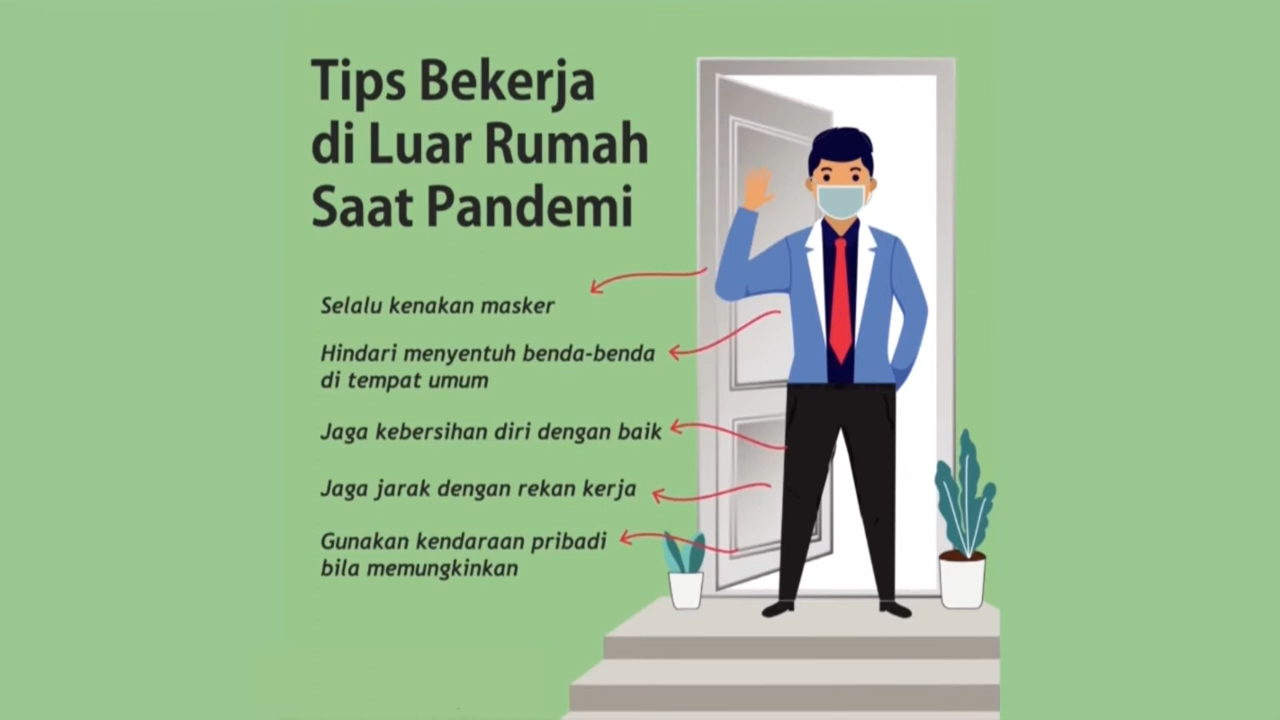 Tips Bekerja
di Luar Rumah
Saat Pandemi
Selalu kenakan masker
Hindari menyentuh benda-benda
di tempat umum
Jaga kebersihan diri dengan baik
Jaga jarak dengan rekan kerja
Gunakan kendaraan pribadi
bila memungkinkan